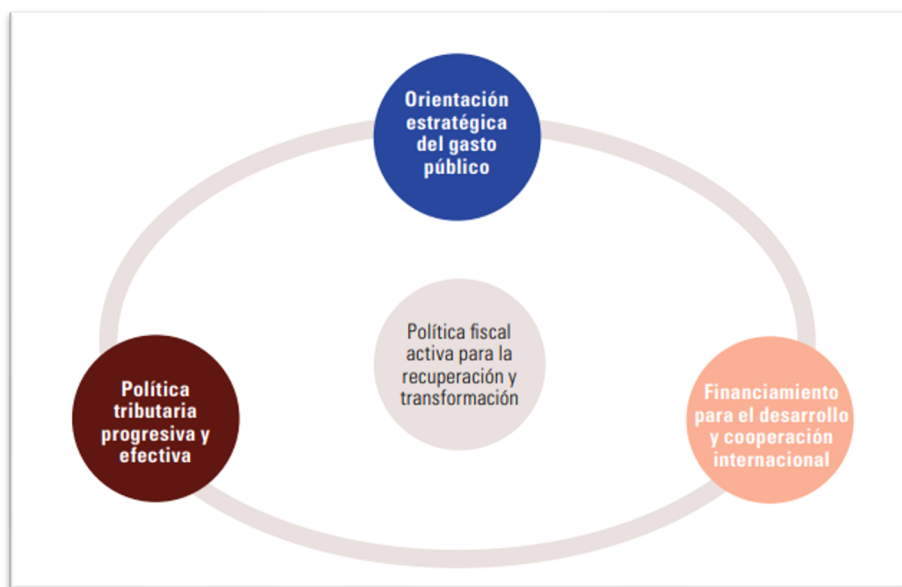 Orientación
estratégica
del gasto
público
Política fiscal
activa para la
recuperación y
transformación
Política
tributaria
progresiva y
efectiva
Financiamiento
para el desarrollo
y cooperación
internacional